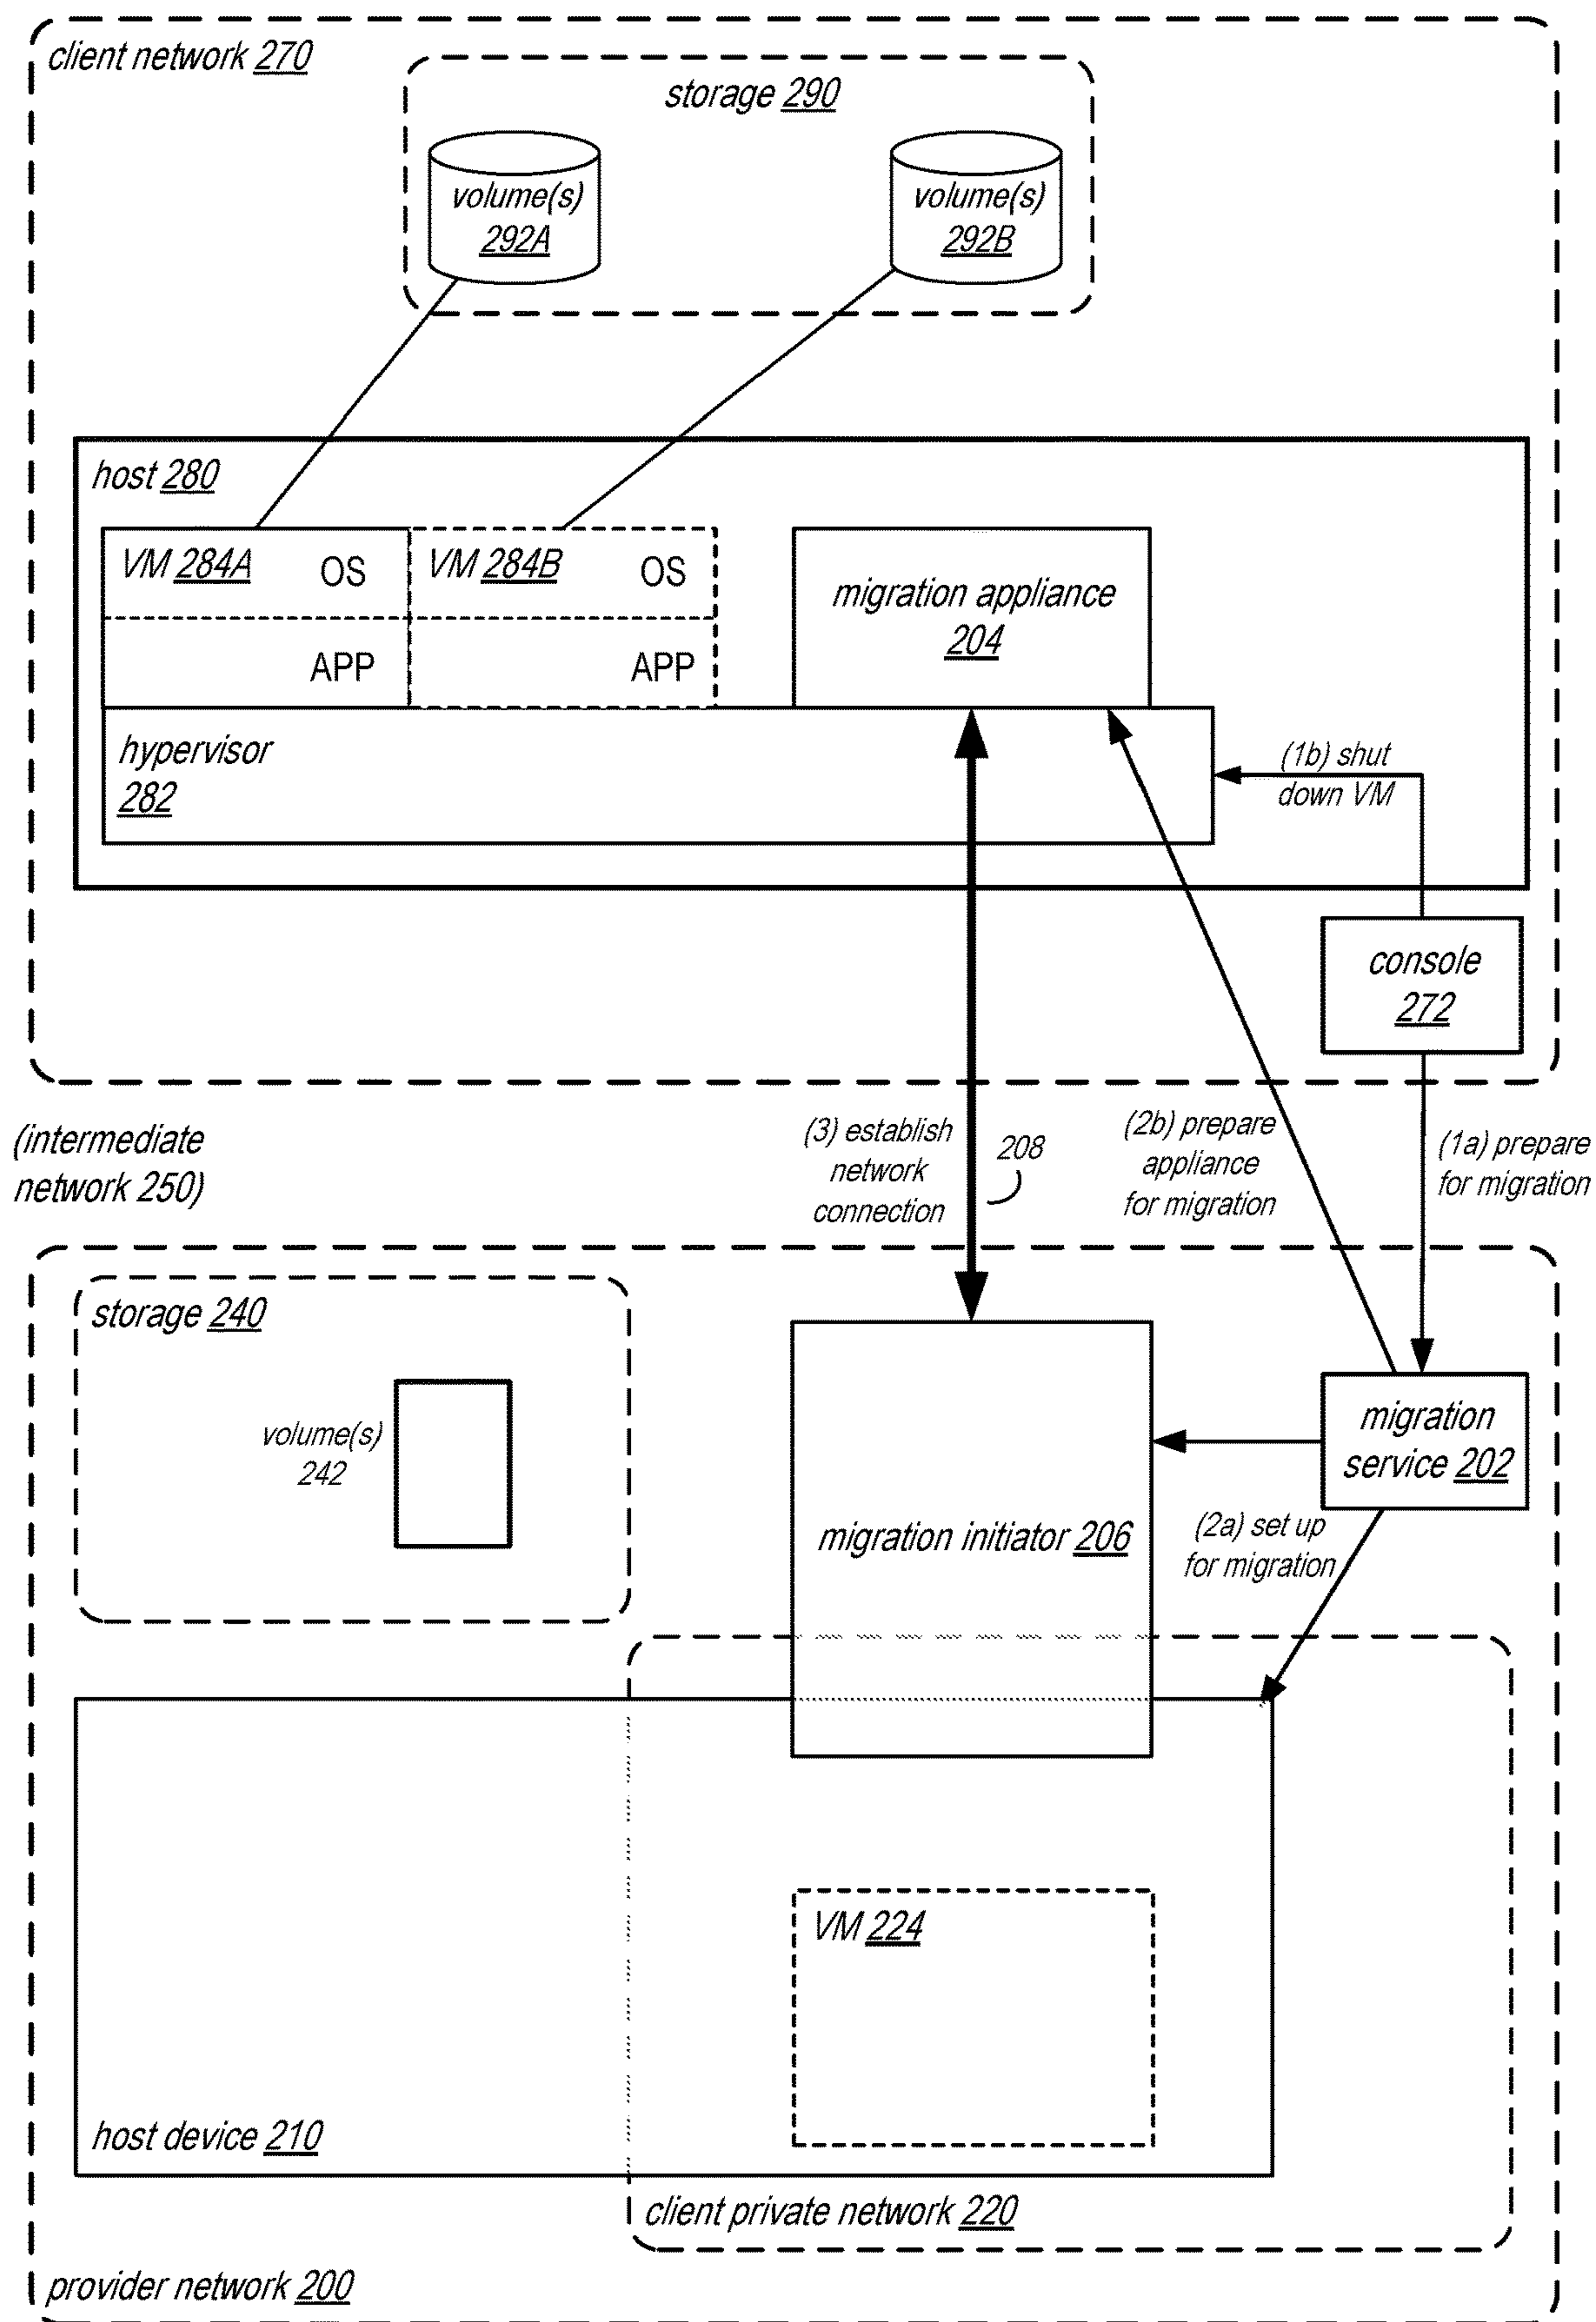 client network 270
storage 290
volume(s)
292A
volume(s)
292B
host 280
VM 284A
OS
APP
VM 284B
OS
APP
migration appliance
204
hypervisor
282
(1b) shut
down VM
console
272
(intermediate
network 250)
(3) establish
network
connection
208
(2b) prepare
appliance
for migration
(1a) prepare
for migration
storage 240
volume(s)
242
migration initiator 206
migration
service 202
(2a) set up
for migration
VM 224
host device 210
client private network 220
provider network 200